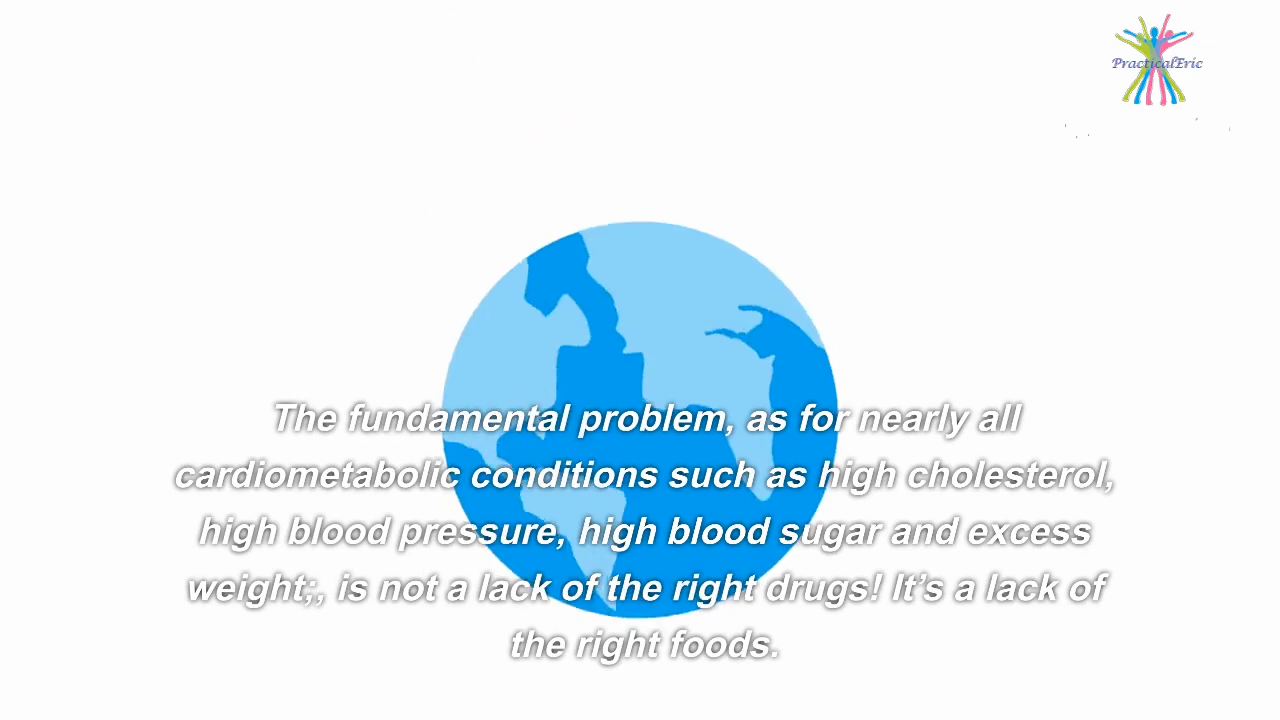 PracticalEric
The fundamental problem, as for nearly all
cardiometabolic conditions such as high cholesterol,
high blood pressure, high blood sugar and excess
weight;, is not a lack of the right drugs! It’s a lack of
the right foods.